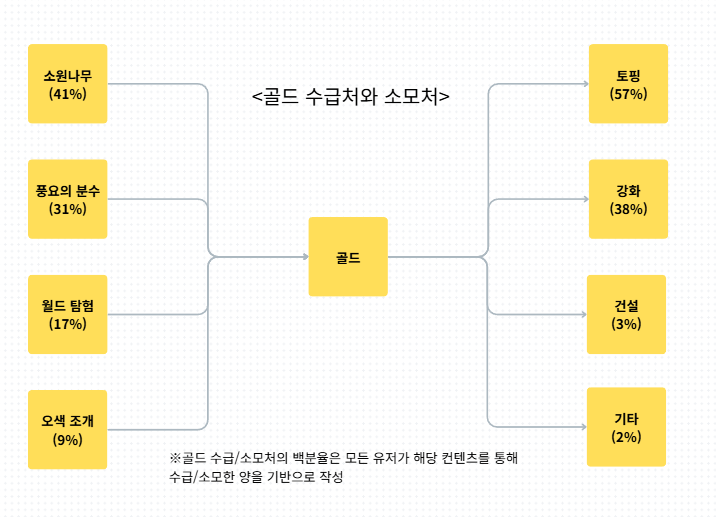 <골드 수급처와 소모처>
소원나무
(41%)
풍요의 분수
(31%)
월드 탐험
(17%)
오색 조개
(9%)
골드
토핑
(57%)
강화
(38%)
건설
(3%)
기타
(2%)
※골드 수급/소모처의 백분율은 모든 유저가 해당 컨텐츠를 통해
수급/소모한 양을 기반으로 작성